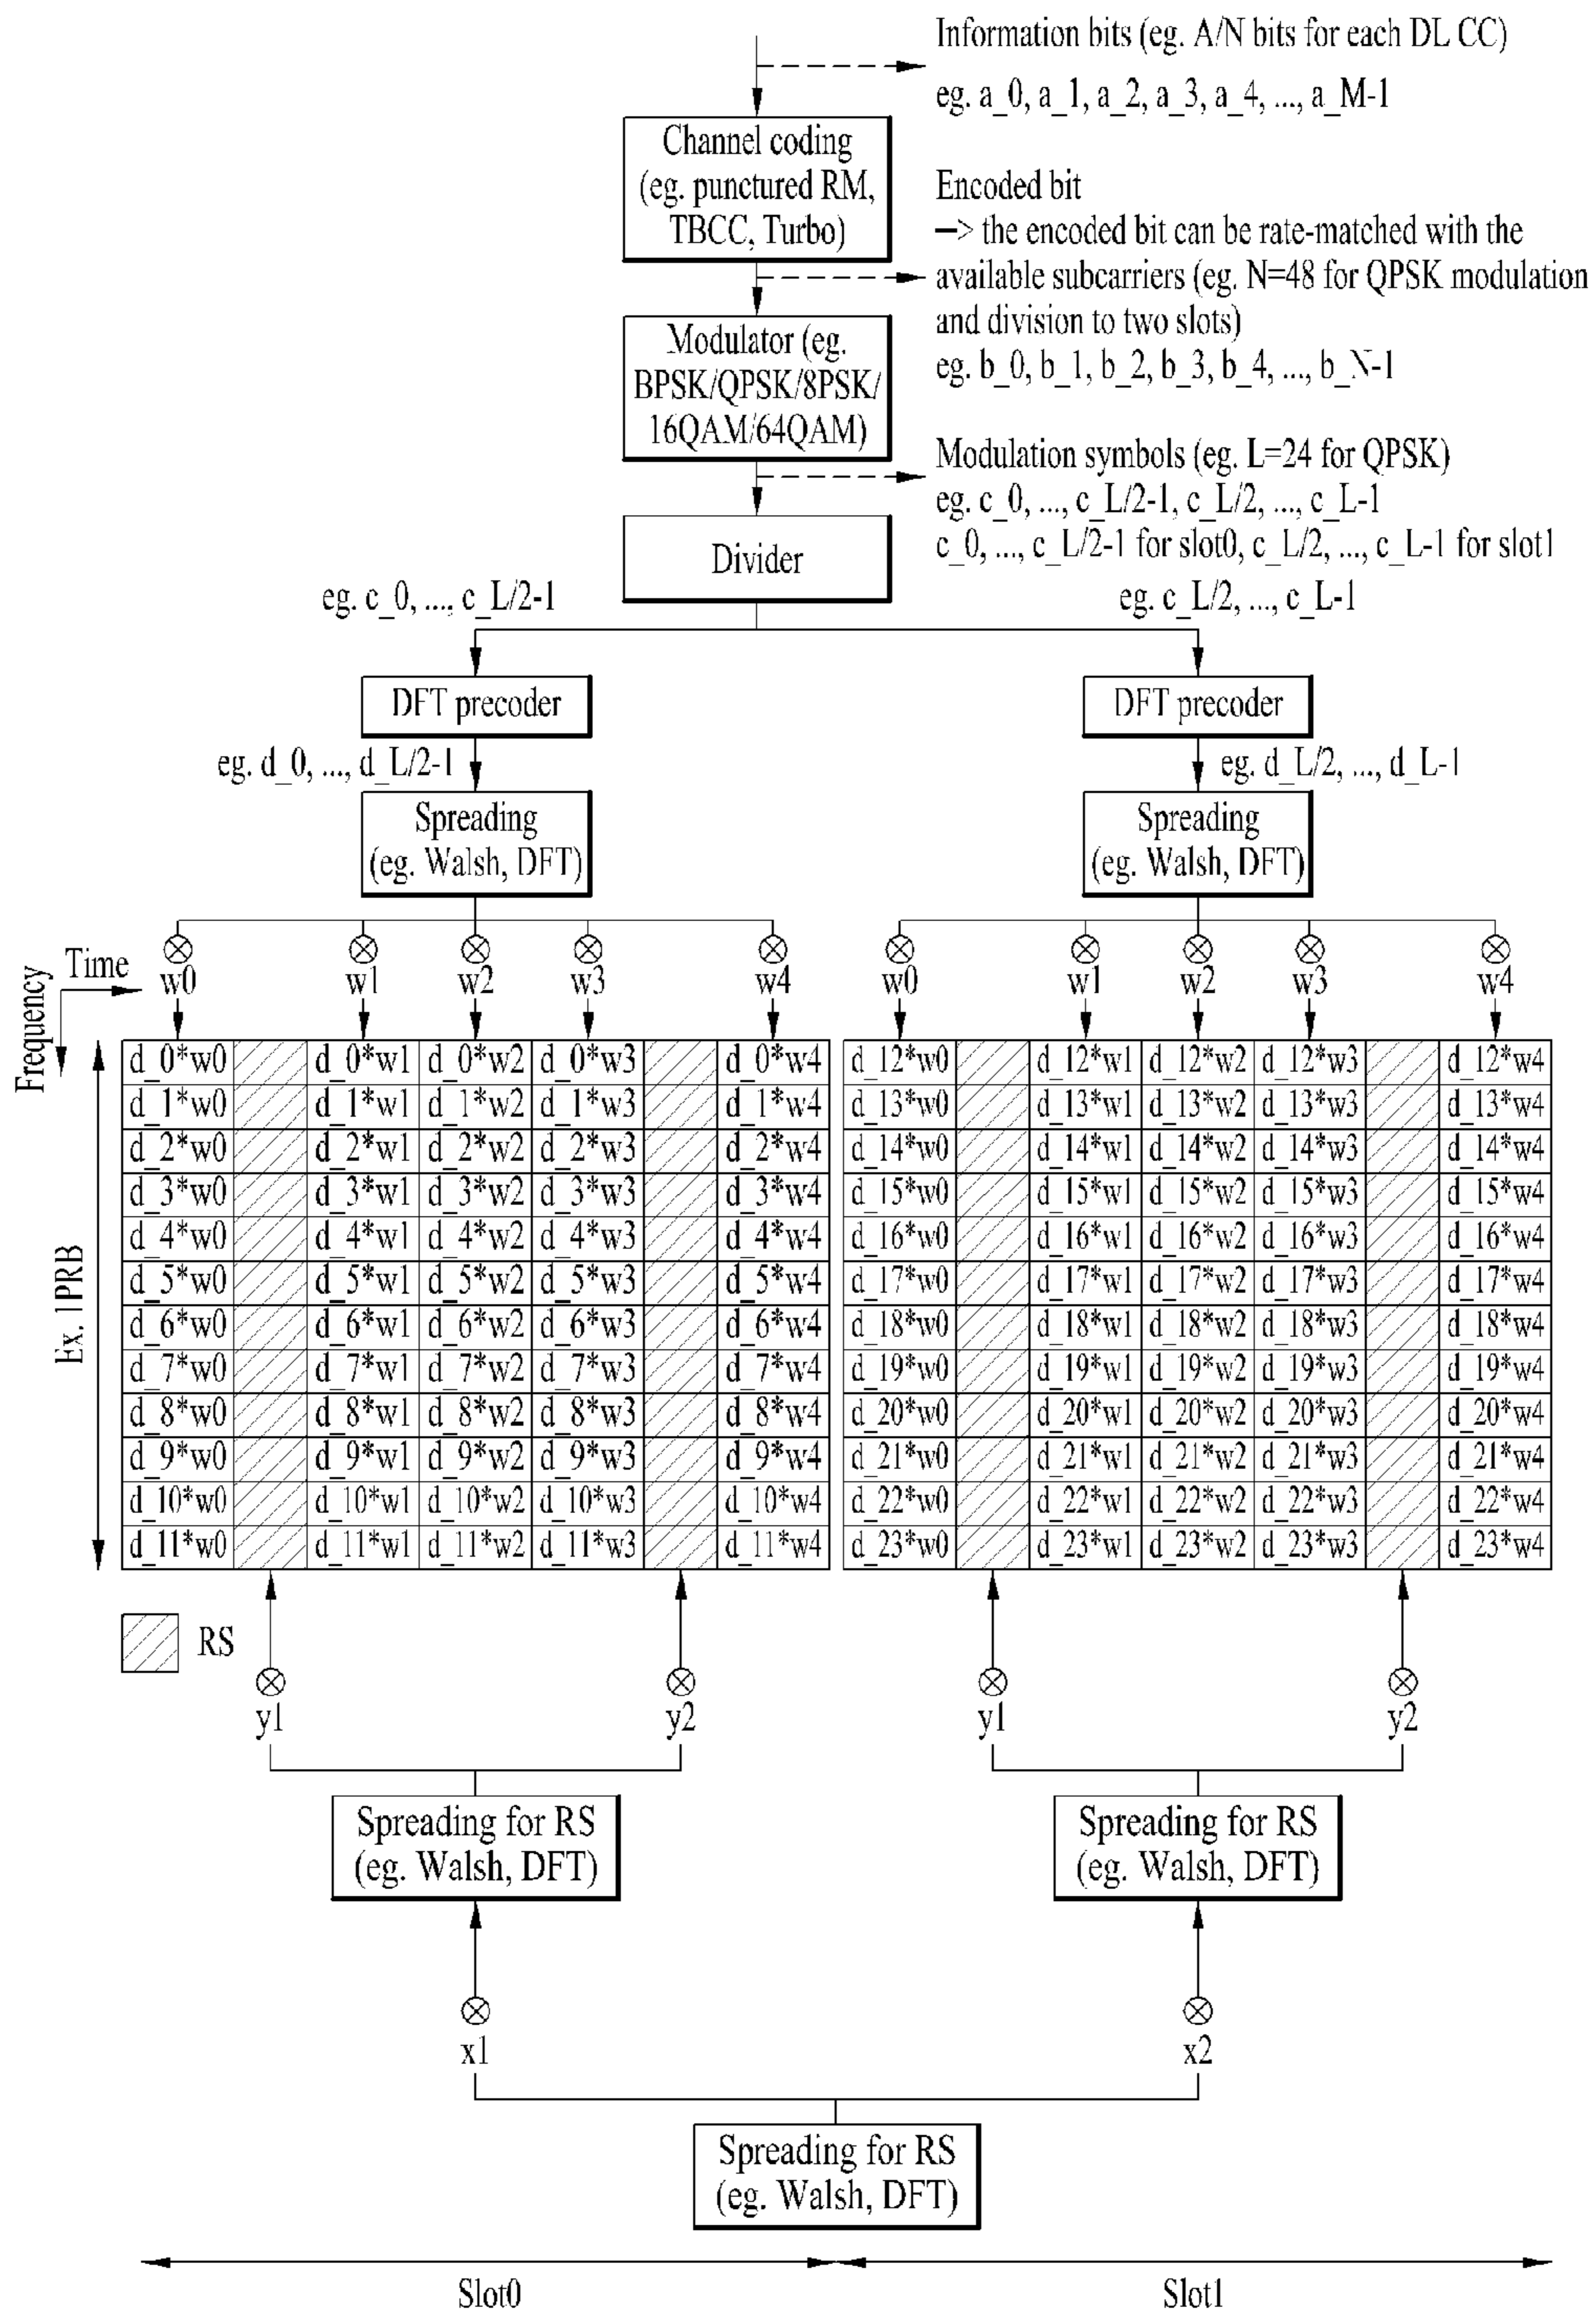 Information bits (eg. A/N bits for each DL CC)
eg. a_0, a_1, a_2, a_3, a_4, ..., a_M-1
Channel coding
(eg. punctured RM,
TBCC, Turbo)
Encoded bit
—> the encoded bit can be rate-matched with the
available subcarriers (eg. N=48 for QPSK modulation
and division to two slots)
eg. b_0, b_1, b_2, b_3, b_4, ..., b_N-1
Modulator (eg.
BPSK/QPSK/8PSK/
16QAM/64QAM)
Modulation symbols (eg. L=24 for QPSK)
eg. c_0, ..., c_L/2-1, c_L/2, ..., c_L-1
c_0, ..., c_L/2-1 for slot0, c_L/2, ..., c_L-1 for slot1
Divider
eg. c_0, ..., c_L/2-1 eg. c_L/2, ..., c_L-1
DFT precoder DFT precoder
eg. d_0, ..., d_L/2-1 eg. d_L/2, ..., d_L-1
Spreading Spreading
(eg. Walsh, DFT) (eg. Walsh, DFT)
Time
Frequency
w0 w1 w2 w3 w4 w0 w1 w2 w3 w4
d_0*w0 d_0*w1 d_0*w2 d_0*w3 d_0*w4 d_12*w0 d_12*w1 d_12*w2 d_12*w3 d_12*w4
d_1*w0 d_1*w1 d_1*w2 d_1*w3 d_1*w4 d_13*w0 d_13*w1 d_13*w2 d_13*w3 d_13*w4
d_2*w0 d_2*w1 d_2*w2 d_2*w3 d_2*w4 d_14*w0 d_14*w1 d_14*w2 d_14*w3 d_14*w4
d_3*w0 d_3*w1 d_3*w2 d_3*w3 d_3*w4 d_15*w0 d_15*w1 d_15*w2 d_15*w3 d_15*w4
d_4*w0 d_4*w1 d_4*w2 d_4*w3 d_4*w4 d_16*w0 d_16*w1 d_16*w2 d_16*w3 d_16*w4
d_5*w0 d_5*w1 d_5*w2 d_5*w3 d_5*w4 d_17*w0 d_17*w1 d_17*w2 d_17*w3 d_17*w4
d_6*w0 d_6*w1 d_6*w2 d_6*w3 d_6*w4 d_18*w0 d_18*w1 d_18*w2 d_18*w3 d_18*w4
d_7*w0 d_7*w1 d_7*w2 d_7*w3 d_7*w4 d_19*w0 d_19*w1 d_19*w2 d_19*w3 d_19*w4
d_8*w0 d_8*w1 d_8*w2 d_8*w3 d_8*w4 d_20*w0 d_20*w1 d_20*w2 d_20*w3 d_20*w4
d_9*w0 d_9*w1 d_9*w2 d_9*w3 d_9*w4 d_21*w0 d_21*w1 d_21*w2 d_21*w3 d_21*w4
d_10*w0 d_10*w1 d_10*w2 d_10*w3 d_10*w4 d_22*w0 d_22*w1 d_22*w2 d_22*w3 d_22*w4
d_11*w0 d_11*w1 d_11*w2 d_11*w3 d_11*w4 d_23*w0 d_23*w1 d_23*w2 d_23*w3 d_23*w4
Ex. 1PRB
RS
y1 y2 y1 y2
Spreading for RS Spreading for RS
(eg. Walsh, DFT) (eg. Walsh, DFT)
x1 x2
Spreading for RS
(eg. Walsh, DFT)
Slot0 Slot1